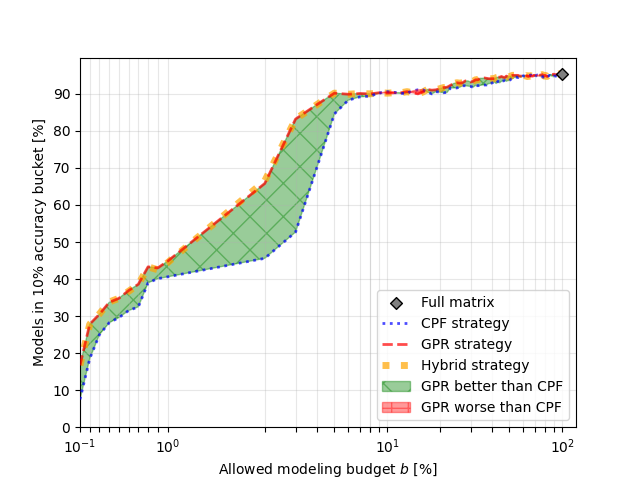 Models in 10% accuracy bucket [%]
90
80
70
60
50
40
30
20
10
0
10⁻¹
10⁰
10¹
10²
Allowed modeling budget b [%]
Full matrix
CPF strategy
GPR strategy
Hybrid strategy
GPR better than CPF
GPR worse than CPF